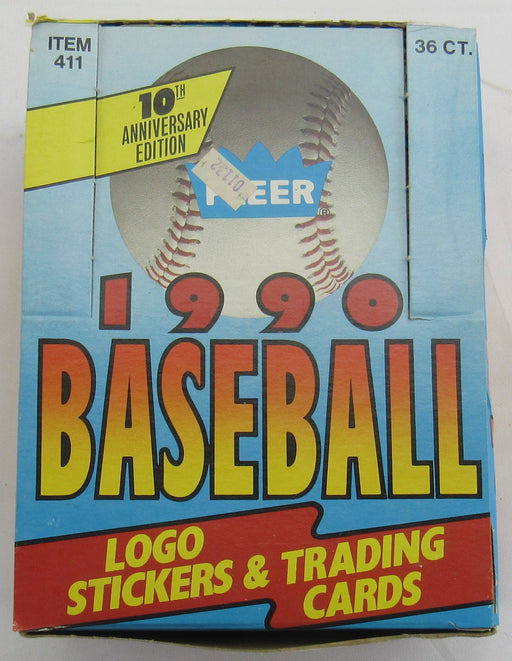 ITEM
411
36 CT.
10TH
ANNIVERSARY
EDITION
FLEER
1990
BASEBALL
LOGO
STICKERS & TRADING
CARDS